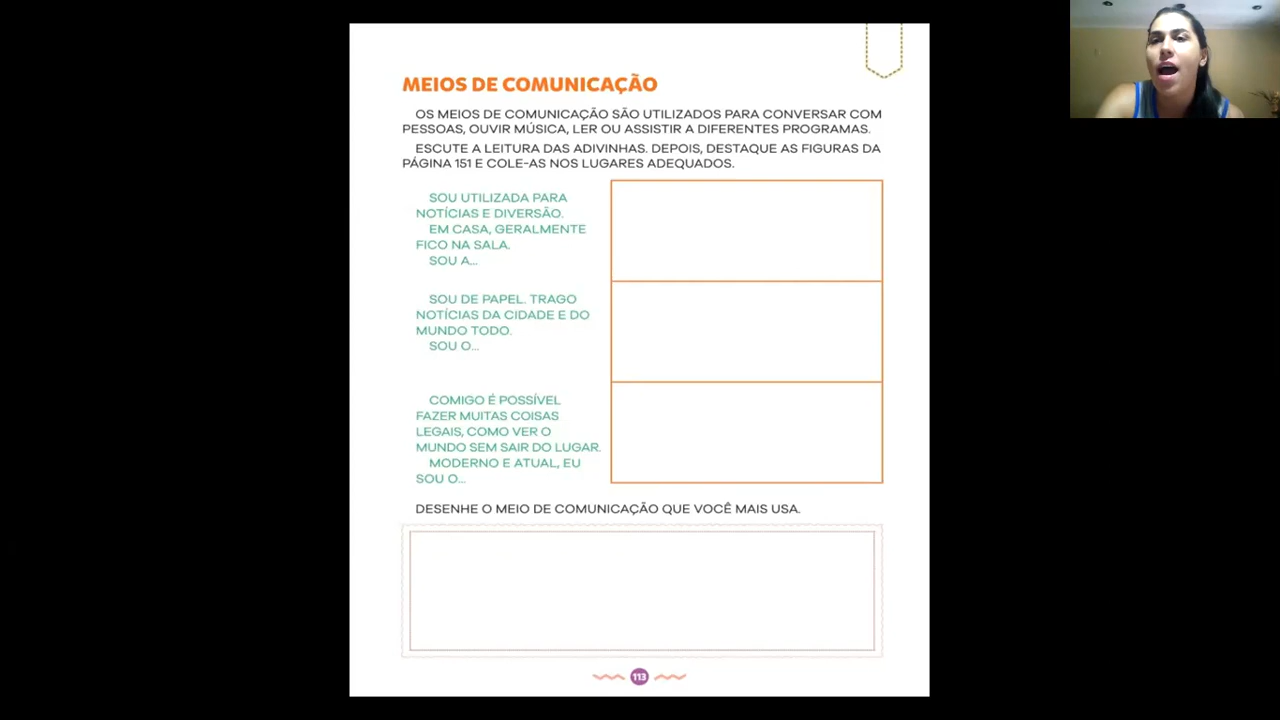 MEIOS DE COMUNICAÇÃO
OS MEIOS DE COMUNICAÇÃO SÃO UTILIZADOS PARA CONVERSAR COM
PESSOAS, OUVIR MÚSICA, LER OU ASSISTIR A DIFERENTES PROGRAMAS.
ESCUTE A LEITURA DAS ADIVINHAS. DEPOIS, DESTAQUE AS FIGURAS DA
PÁGINA 151 E COLE-AS NOS LUGARES ADEQUADOS.
SOU UTILIZADA PARA
NOTÍCIAS E DIVERSÃO.
EM CASA, GERALMENTE
FICO NA SALA.
SOU A...
SOU DE PAPEL. TRAGO
NOTÍCIAS DA CIDADE E DO
MUNDO TODO.
SOU O...
COMIGO É POSSÍVEL
FAZER MUITAS COISAS
LEGAIS, COMO VER O
MUNDO SEM SAIR DO LUGAR.
MODERNO E ATUAL, EU
SOU O...
DESENHE O MEIO DE COMUNICAÇÃO QUE VOCÊ MAIS USA.
113